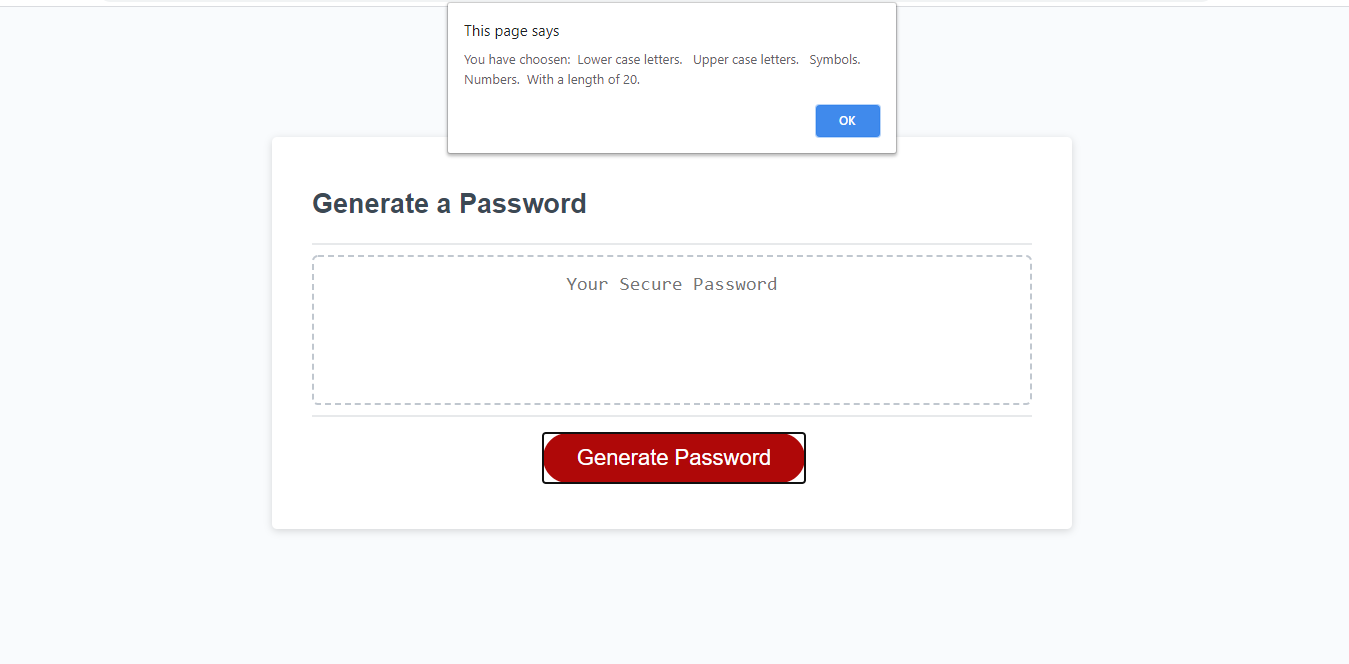 This page says
You have choosen:  Lower case letters.   Upper case letters.   Symbols.
Numbers.  With a length of 20.
OK
Generate a Password
Your Secure Password
Generate Password